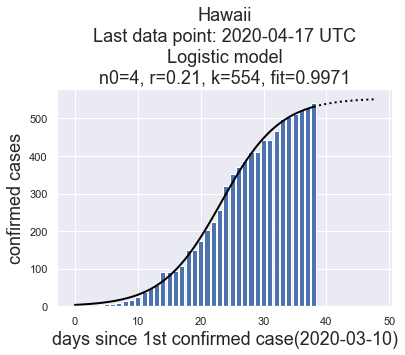 Hawaii
Last data point: 2020-04-17 UTC
Logistic model
n0=4, r=0.21, k=554, fit=0.9971
confirmed cases
500
400
300
200
100
0
0 10 20 30 40 50
days since 1st confirmed case(2020-03-10)